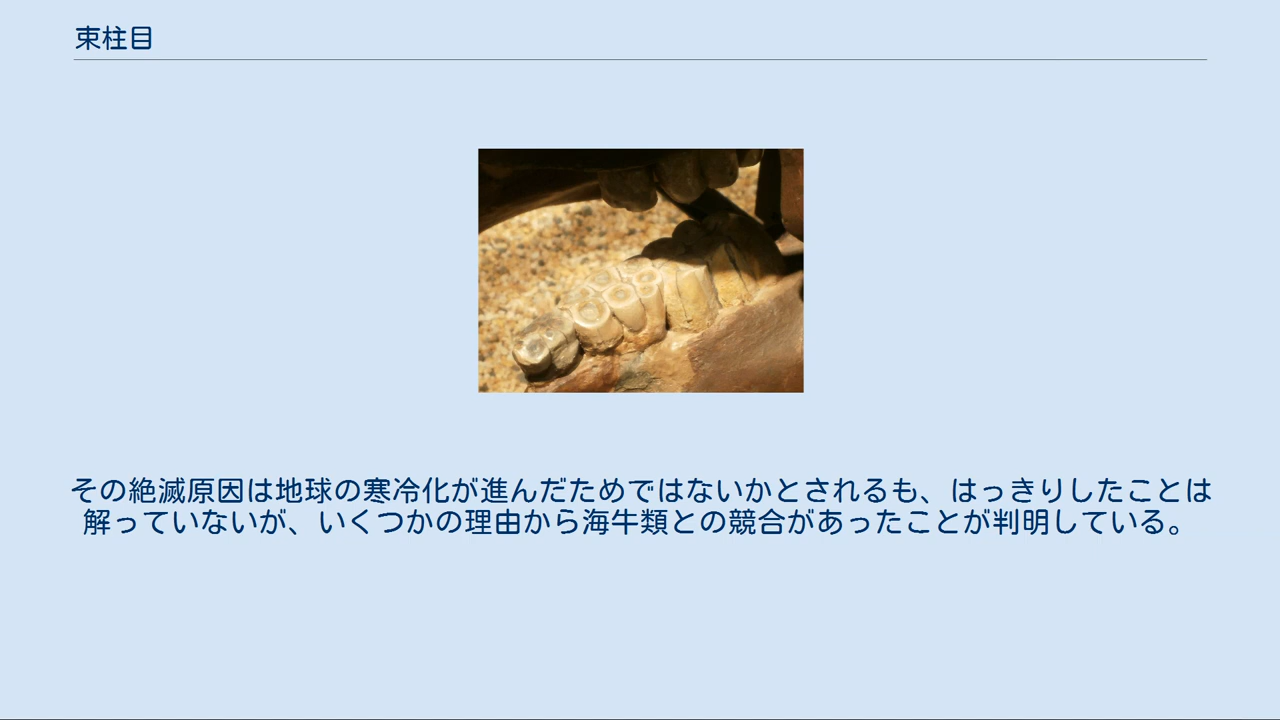 束柱目
その絶滅原因は地球の寒冷化が進んだためではないかとされるも、はっきりしたことは
解っていないが、いくつかの理由から海牛類との競合があったことが判明している。